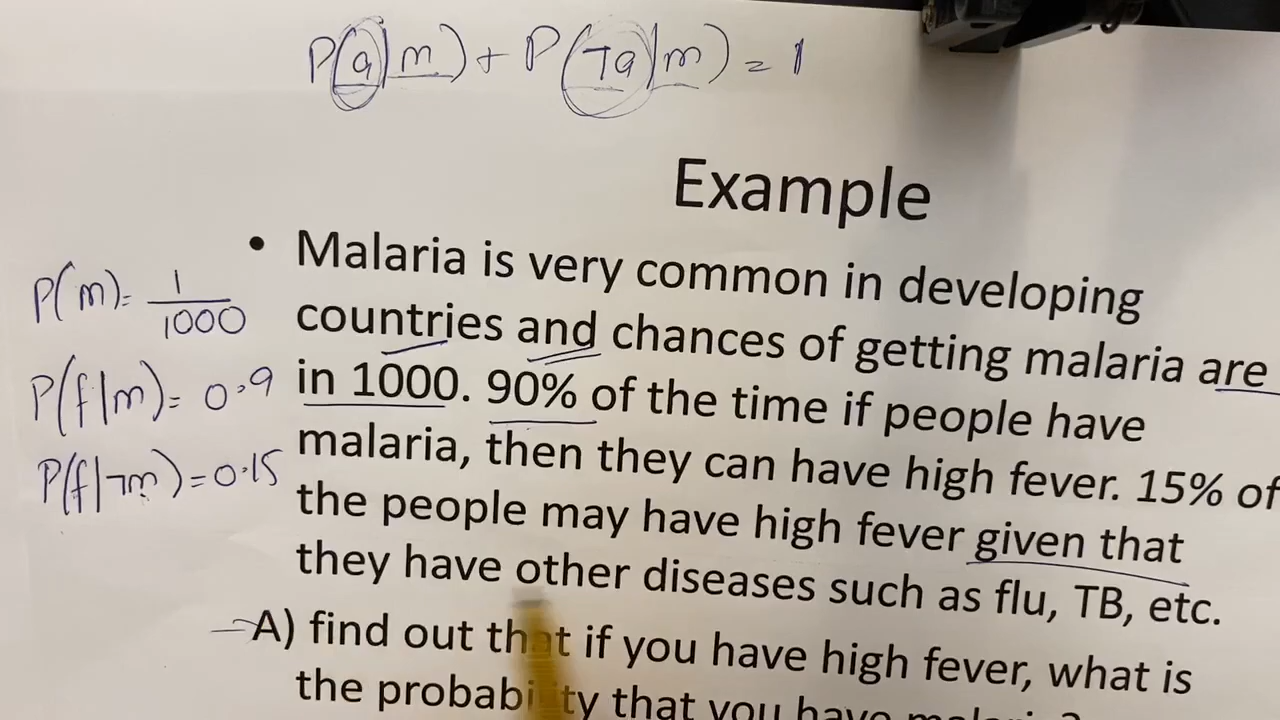 P(a|m) + P(¬a|m) = 1
Example
• Malaria is very common in developing
countries and chances of getting malaria are
in 1000. 90% of the time if people have
malaria, then they can have high fever. 15% of
the people may have high fever given that
they have other diseases such as flu, TB, etc.
A) find out that if you have high fever, what is
the probability that you have malaria?
P(m) = 1/1000
P(f|m) = 0.9
P(f|¬m) = 0.15